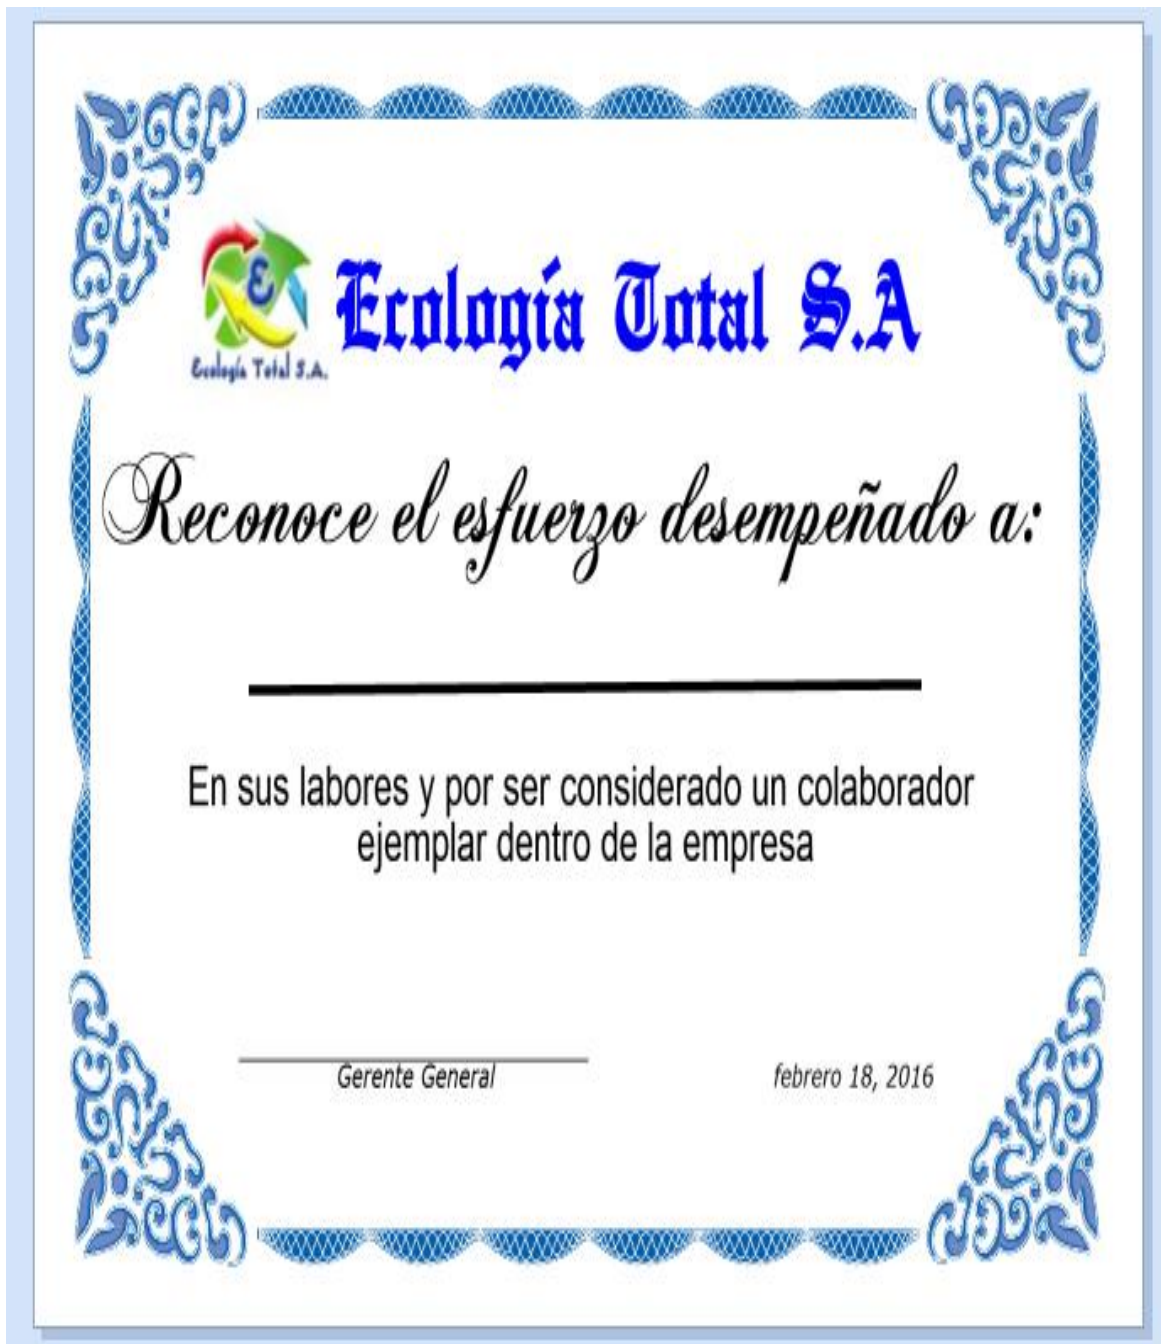 Ecología Total S.A
Ecología Total S.A.
Reconoce el esfuerzo desempeñado a:
En sus labores y por ser considerado un colaborador
ejemplar dentro de la empresa
Gerente General
febrero 18, 2016